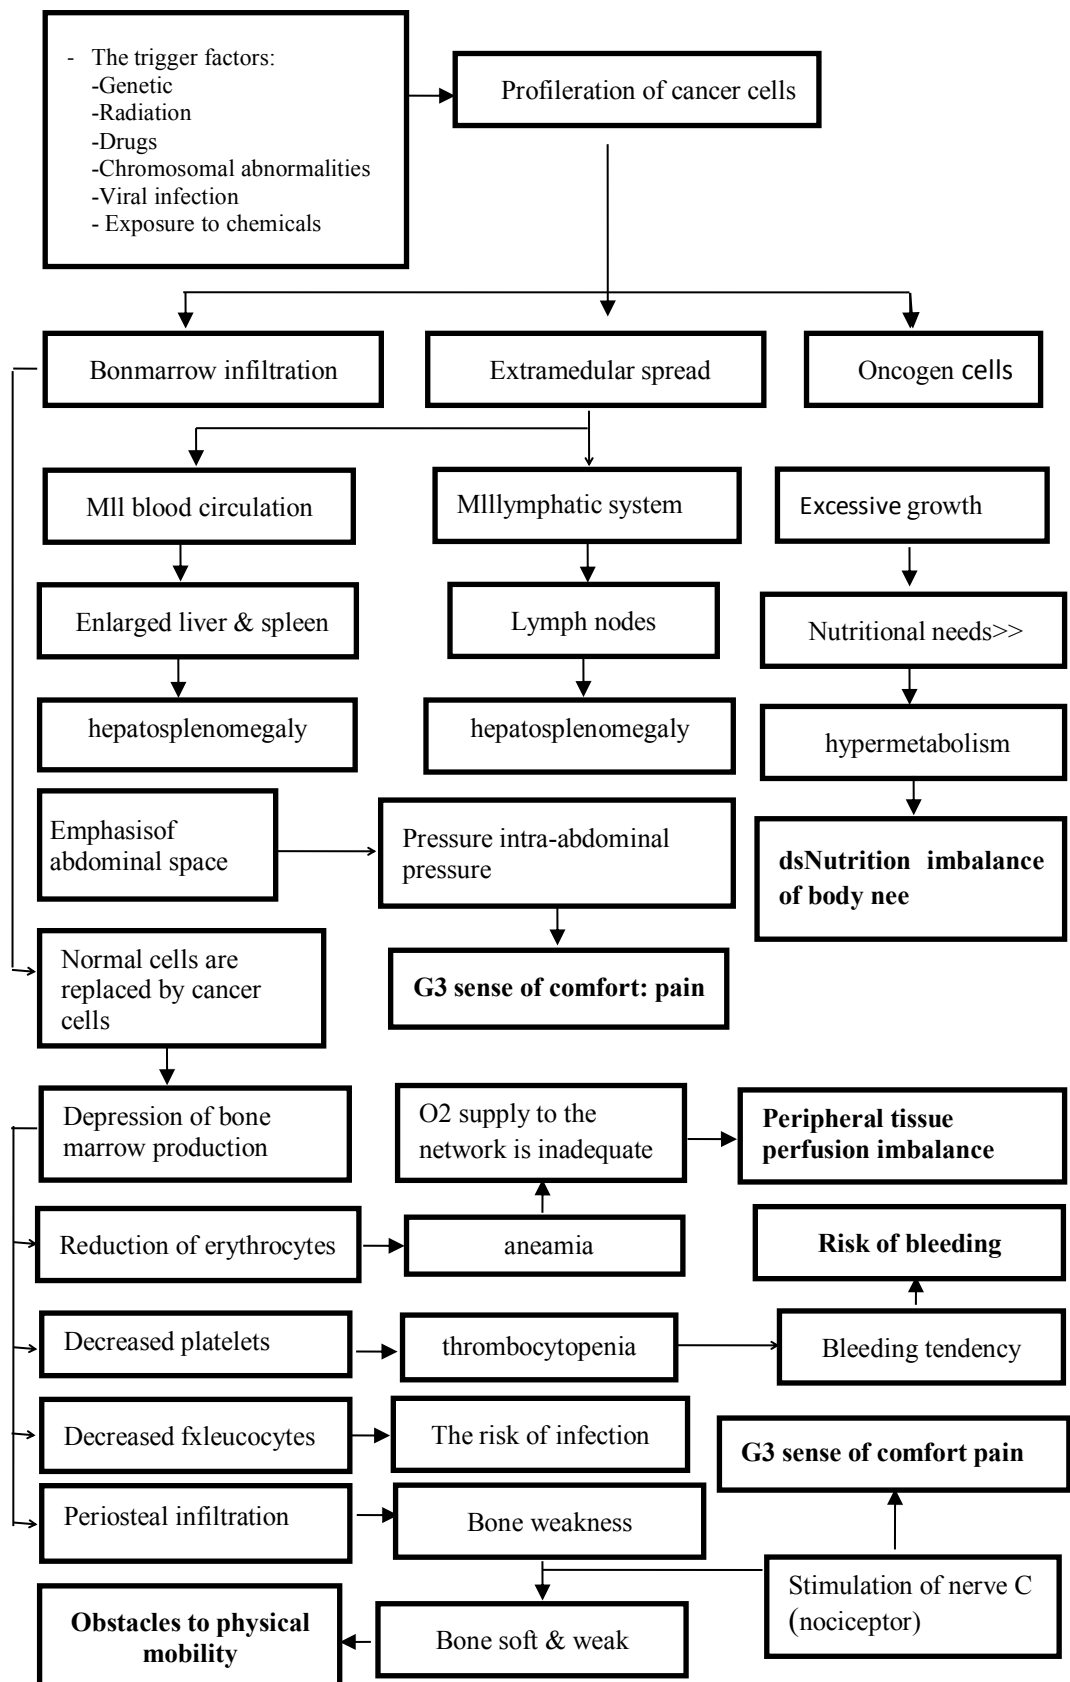 - The trigger factors:
-Genetic
-Radiation
-Drugs
-Chromosomal abnormalities
-Viral infection
- Exposure to chemicals
Profileration of cancer cells
Bonmarrow infiltration
Extramedular spread
Oncogen cells
Mll blood circulation
Mlllymphatic system
Excessive growth
Enlarged liver & spleen
Lymph nodes
Nutritional needs>>
hepatosplenomegaly
hepatosplenomegaly
hypermetabolism
Emphasisof
abdominal space
Pressure intra-abdominal
pressure
dsNutrition imbalance
of body nee
Normal cells are
replaced by cancer
cells
G3 sense of comfort: pain
Depression of bone
marrow production
O2 supply to the
network is inadequate
Peripheral tissue
perfusion imbalance
Reduction of erythrocytes
aneamia
Risk of bleeding
Decreased platelets
thrombocytopenia
Bleeding tendency
Decreased fxleucocytes
The risk of infection
G3 sense of comfort pain
Periosteal infiltration
Bone weakness
Stimulation of nerve C
(nociceptor)
Obstacles to physical
mobility
Bone soft & weak